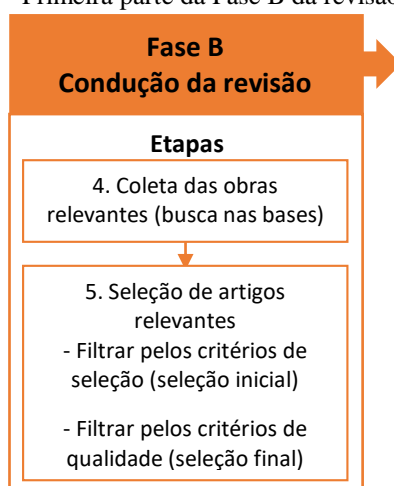 Primeira parte da Fase B da revisão
Fase B
Condução da revisão
Etapas
4. Coleta das obras
relevantes (busca nas bases)
5. Seleção de artigos
relevantes
- Filtrar pelos critérios de
seleção (seleção inicial)
- Filtrar pelos critérios de
qualidade (seleção final)